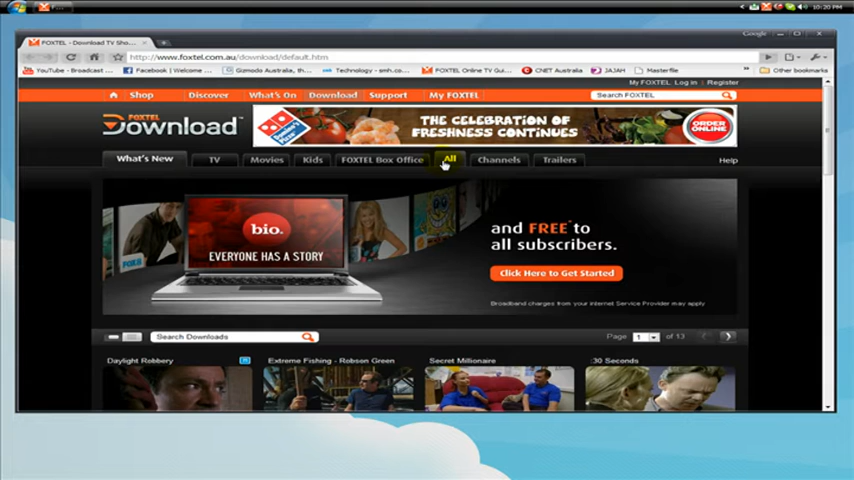 F...
10:20 PM
Google
FOXTEL - Download TV Sho...
http://www.foxtel.com.au/download/default.htm
YouTube - Broadcast ...
Facebook | Welcome ...
Gizmodo Australia, th...
Technology - smh.co...
FOXTEL Online TV Gui...
CNET Australia
JAJAH
Masterfile
Other bookmarks
My FOXTEL: Log in | Register
Shop
Discover
What's On
Download
Support
My FOXTEL
Search FOXTEL
FOXTEL
Download
Domino's
Pizza
THE CELEBRATION OF
FRESHNESS CONTINUES
ORDER
ONLINE
What's New
TV
Movies
Kids
FOXTEL Box Office
All
Channels
Trailers
Help
FOX8
bio.
EVERYONE HAS A STORY
and FREE* to
all subscribers.
Click Here to Get Started
Broadband charges from your Internet Service Provider may apply
Search Downloads
Page 1 of 13
Daylight Robbery
Extreme Fishing - Robson Green
Secret Millionaire
:30 Seconds